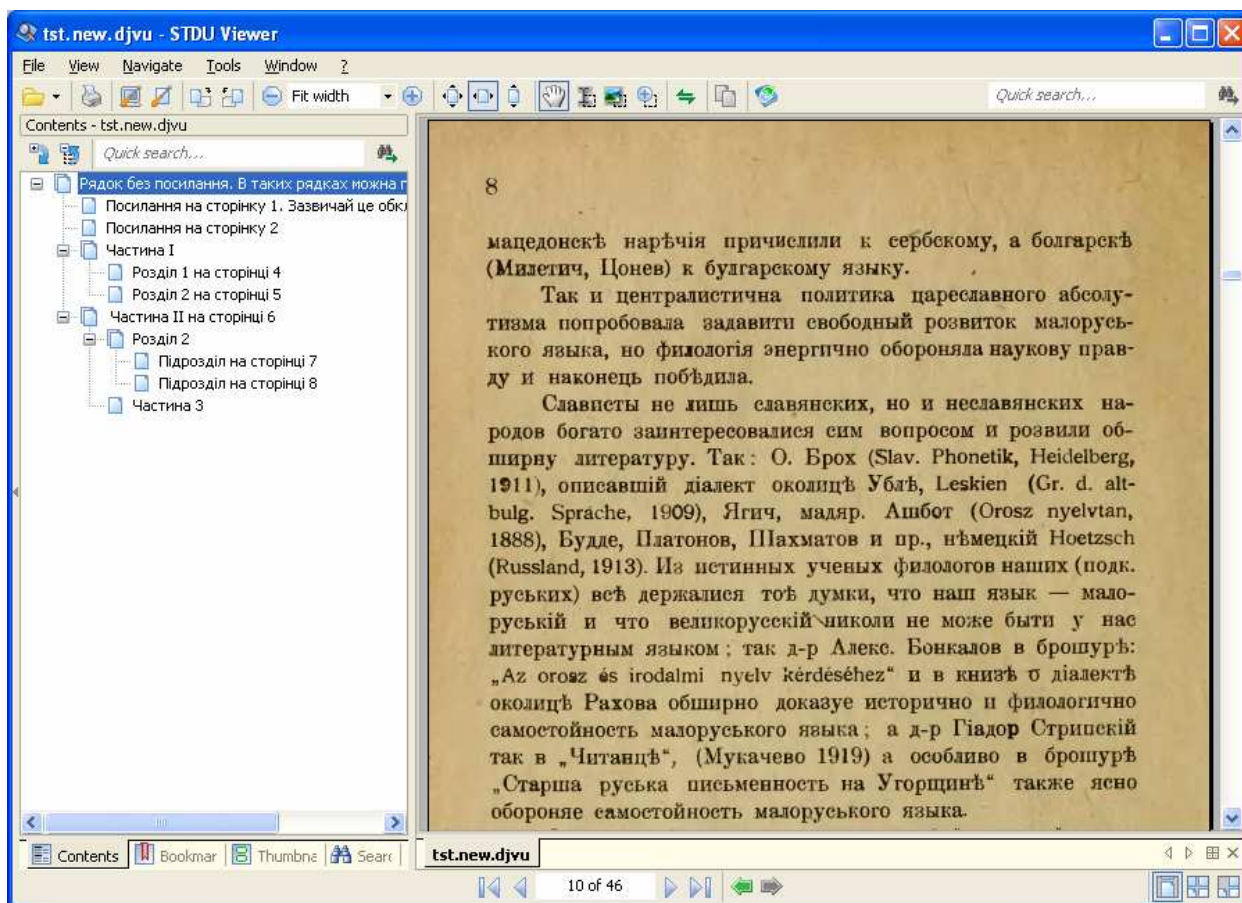 tst.new.djvu - STDU Viewer
File View Navigate Tools Window ?
Fit width
Quick search...
Contents - tst.new.djvu
Quick search...
Рядок без посилання. В таких рядках можна
Посилання на сторінку 1. Зазвичай це обкл
Посилання на сторінку 2
Частина I
Розділ 1 на сторінці 4
Розділ 2 на сторінці 5
Частина II на сторінці 6
Розділ 2
Підрозділ на сторінці 7
Підрозділ на сторінці 8
Частина 3
8
мацедонскѣ нарѣчія причислили к сербскому, а болгарскѣ
(Милетич, Цонев) к булгарскому языку.
Так и централистична политика цареславного абсолу-
тизма попробовала задавити свободный розвиток малорусь-
кого языка, но филологія энергично обороняла наукову прав-
ду и наконець побѣдила.
Слависты не лишь славянских, но и неславянских на-
родов богато заинтересовалися сим вопросом и розвили об-
ширну литературу. Так: О. Брох (Slav. Phonetik, Heidelberg,
1911), описавшій діалект околицѣ Ублѣ, Leskien (Gr. d. alt-
bulg. Sprache, 1909), Ягич, мадяр. Ашбот (Orosz nyelvtan,
1888), Будде, Платонов, Шахматов и пр., нѣмецкій Hoetzsch
(Russland, 1913). Из истинных ученых филологов наших (подк.
руських) всѣ держалися тоѣ думки, что наш язык — мало-
руській и что великорусскій николи не може быти у нас
литературным языком; так д-р Алекс. Бонкалов в брошурѣ:
„Az orosz és irodalmi nyelv kérdéséhez“ и в книзѣ о діалектѣ
околицѣ Рахова обширно доказуе исторично и филологично
самостойность малоруського языка; а д-р Гіадор Стрипскій
так в „Читанцѣ“, (Мукачево 1919) а особливо в брошурѣ
„Старша руська письменность на Угорщинѣ“ также ясно
обороняе самостойность малоруського языка.
Contents Bookmar Thumbna Searc
tst.new.djvu
10 of 46